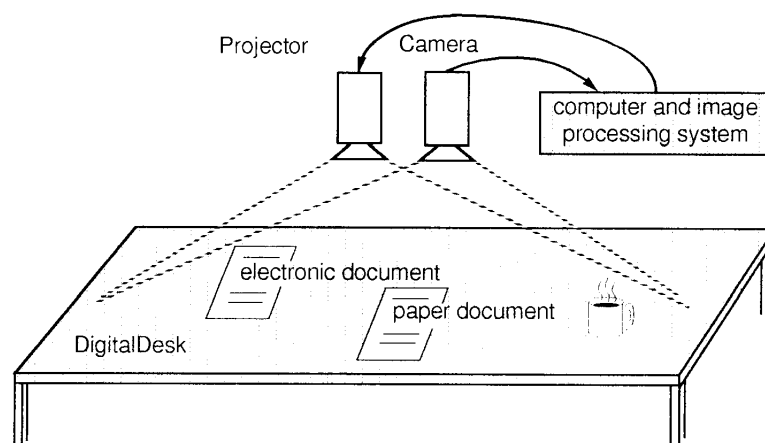 Projector
Camera
computer and image
processing system
electronic document
paper document
DigitalDesk